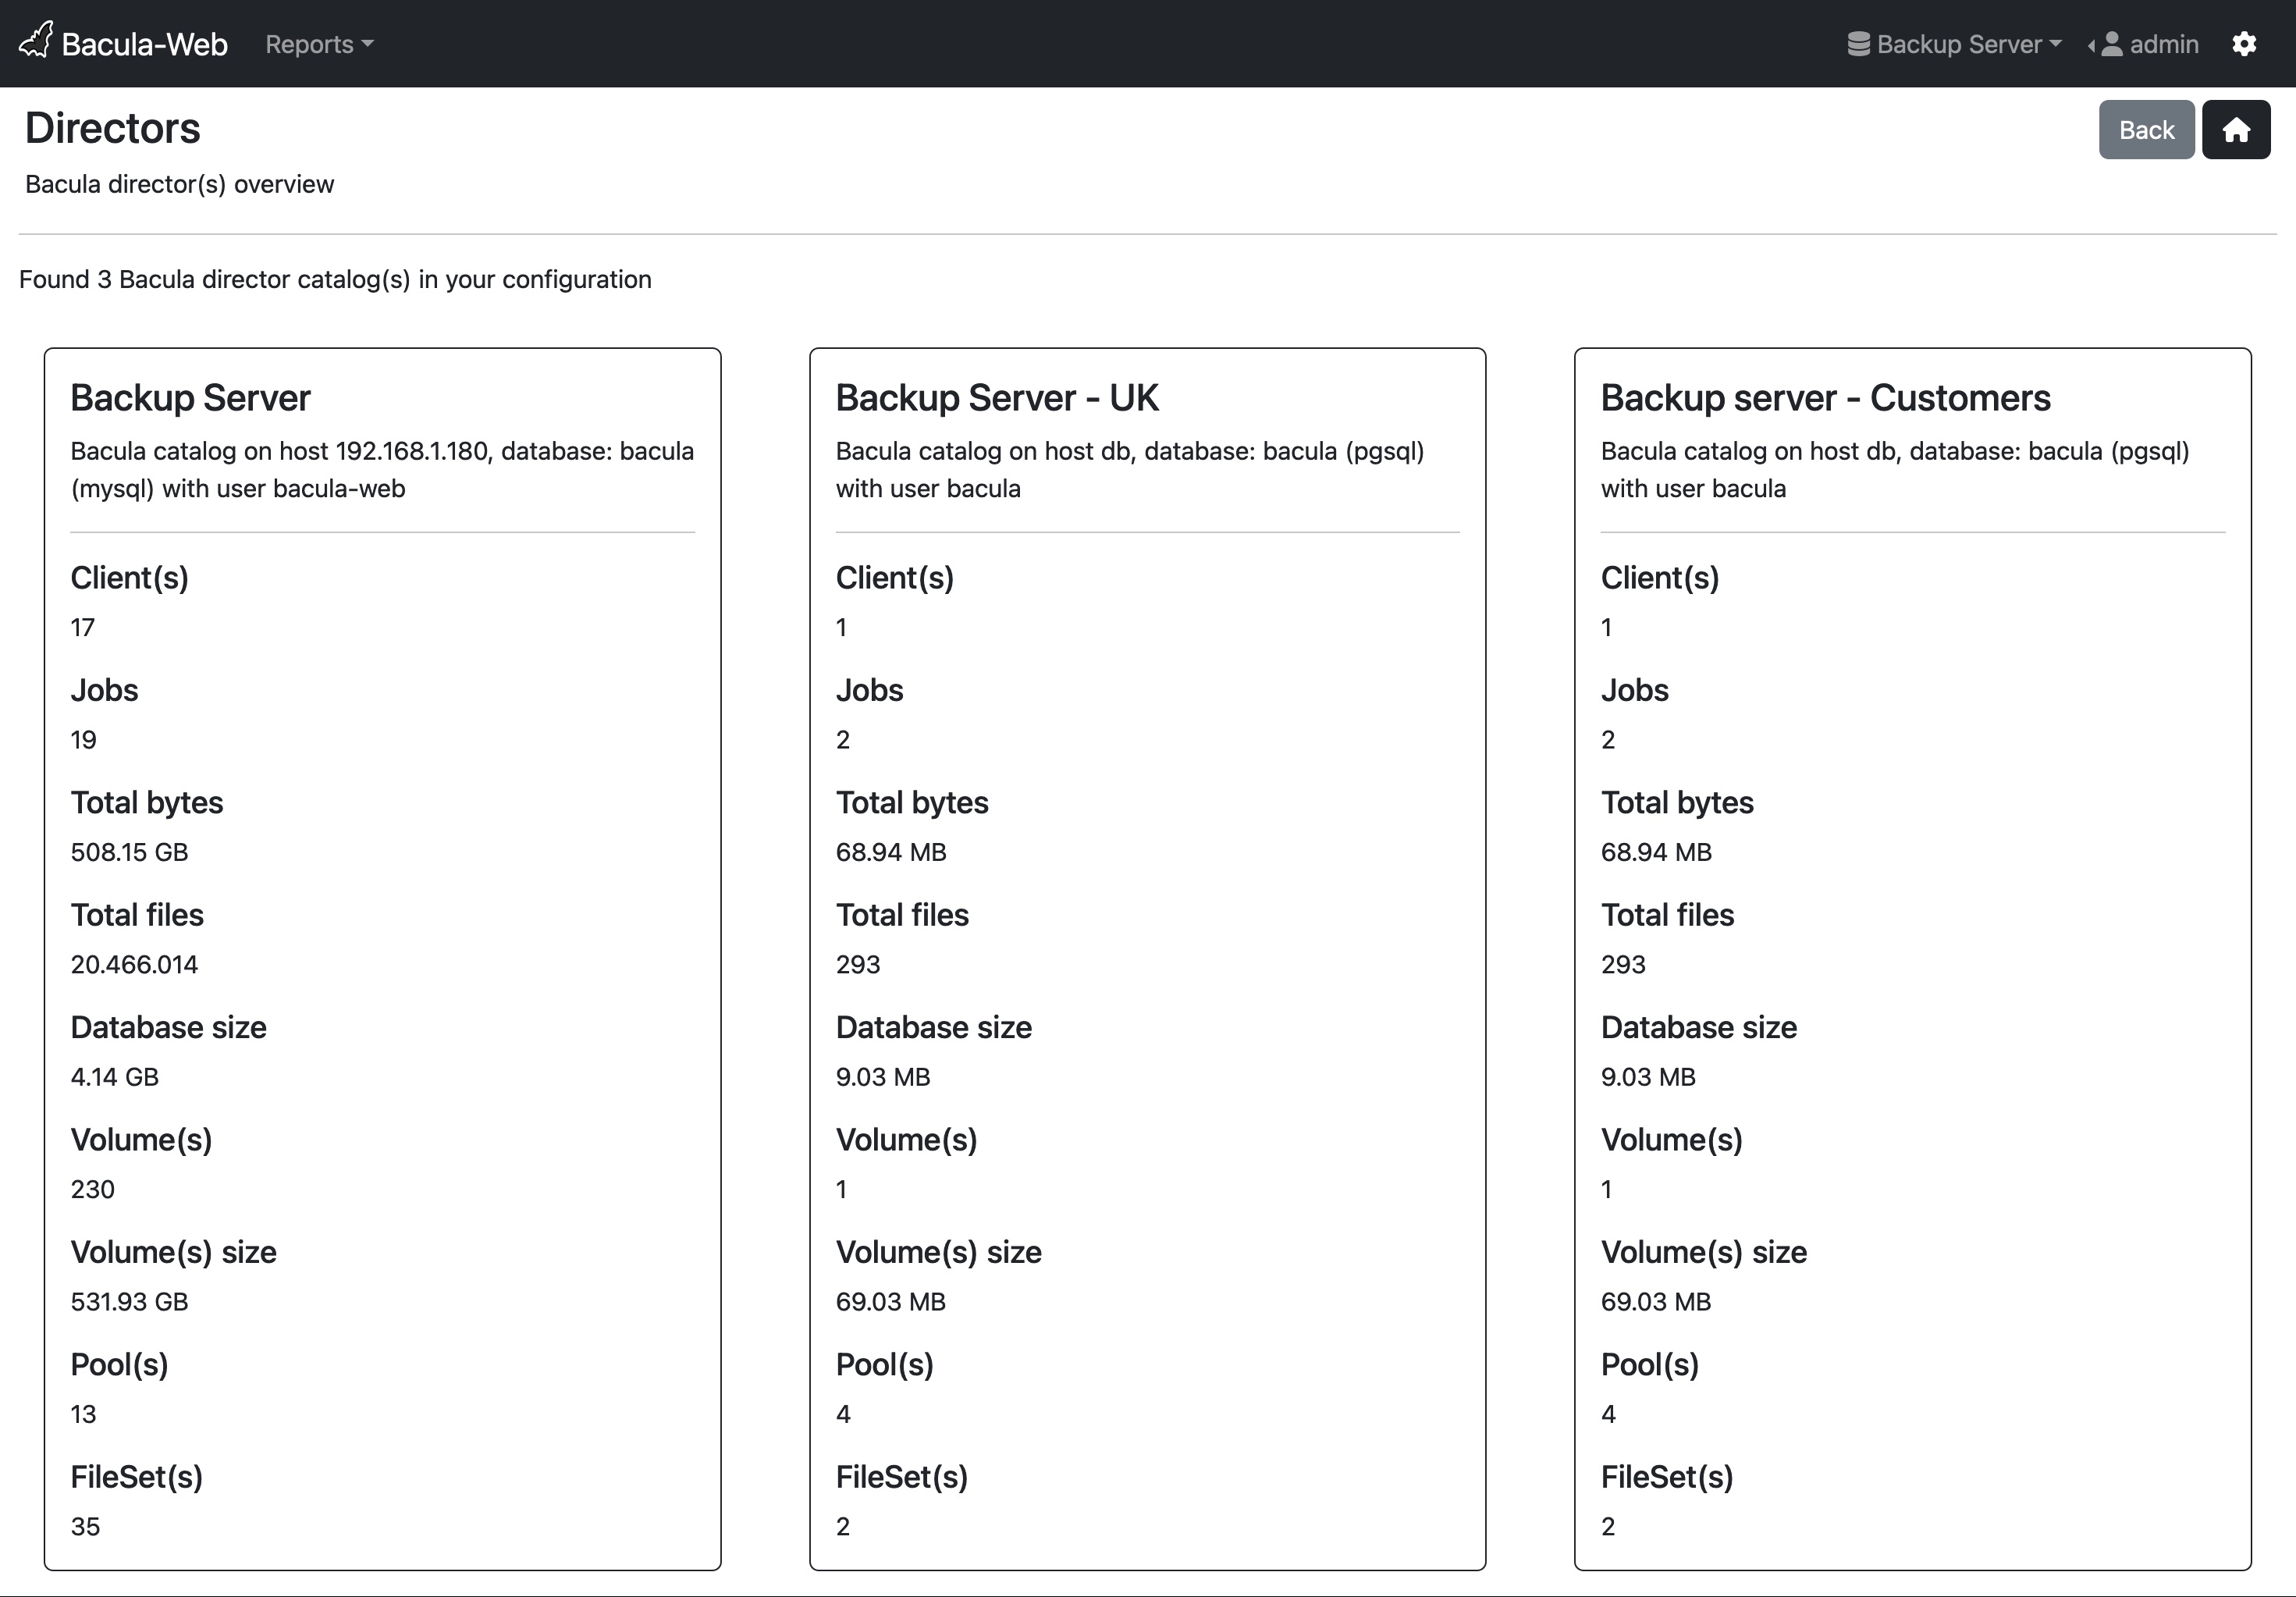 Bacula-Web Reports Backup Server admin
Directors
Back
Bacula director(s) overview
Found 3 Bacula director catalog(s) in your configuration
Backup Server
Bacula catalog on host 192.168.1.180, database: bacula
(mysql) with user bacula-web
Client(s)
17
Jobs
19
Total bytes
508.15 GB
Total files
20.466.014
Database size
4.14 GB
Volume(s)
230
Volume(s) size
531.93 GB
Pool(s)
13
FileSet(s)
35
Backup Server - UK
Bacula catalog on host db, database: bacula (pgsql)
with user bacula
Client(s)
1
Jobs
2
Total bytes
68.94 MB
Total files
293
Database size
9.03 MB
Volume(s)
1
Volume(s) size
69.03 MB
Pool(s)
4
FileSet(s)
2
Backup server - Customers
Bacula catalog on host db, database: bacula (pgsql)
with user bacula
Client(s)
1
Jobs
2
Total bytes
68.94 MB
Total files
293
Database size
9.03 MB
Volume(s)
1
Volume(s) size
69.03 MB
Pool(s)
4
FileSet(s)
2